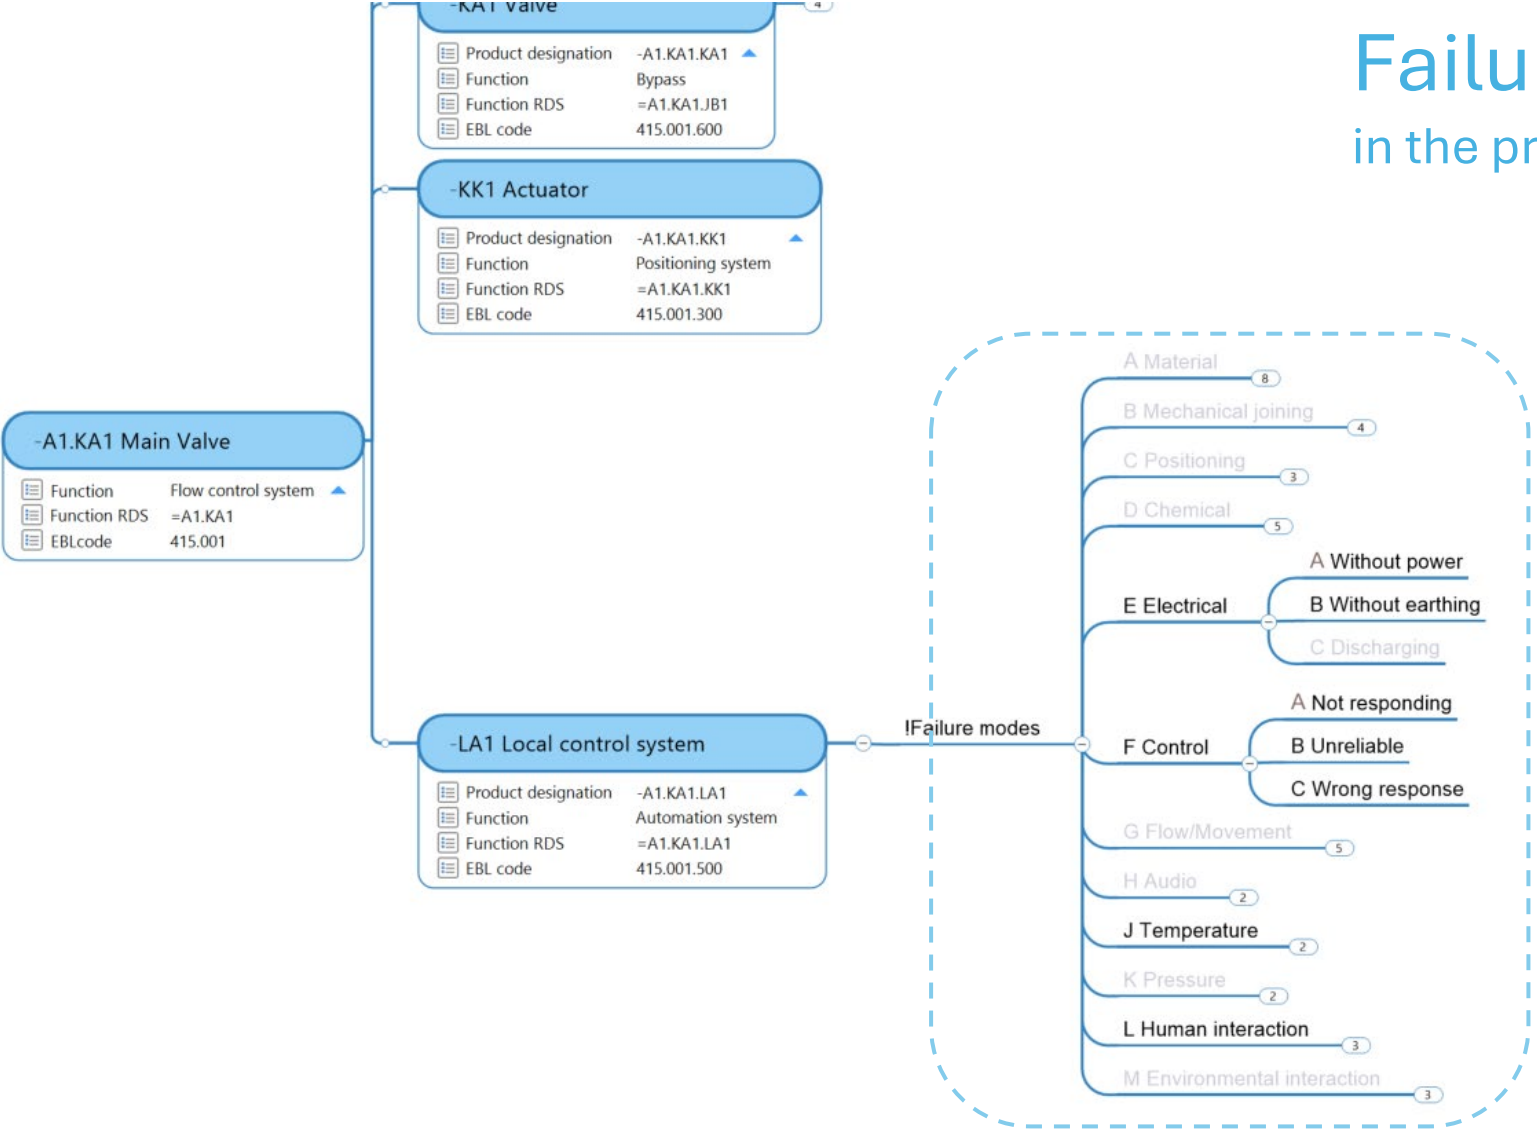 -KA1 Valve
4
Product designation -A1.KA1.KA1
Function Bypass
Function RDS =A1.KA1.JB1
EBL code 415.001.600
Failu
in the pr
-KK1 Actuator
Product designation -A1.KA1.KK1
Function Positioning system
Function RDS =A1.KA1.KK1
EBL code 415.001.300
-A1.KA1 Main Valve
Function Flow control system
Function RDS =A1.KA1
EBLcode 415.001
-LA1 Local control system
Product designation -A1.KA1.LA1
Function Automation system
Function RDS =A1.KA1.LA1
EBL code 415.001.500
!Failure modes
A Material 8
B Mechanical joining 4
C Positioning 3
D Chemical 5
E Electrical
A Without power
B Without earthing
C Discharging
F Control
A Not responding
B Unreliable
C Wrong response
G Flow/Movement 5
H Audio 2
J Temperature 2
K Pressure 2
L Human interaction 3
M Environmental interaction 3